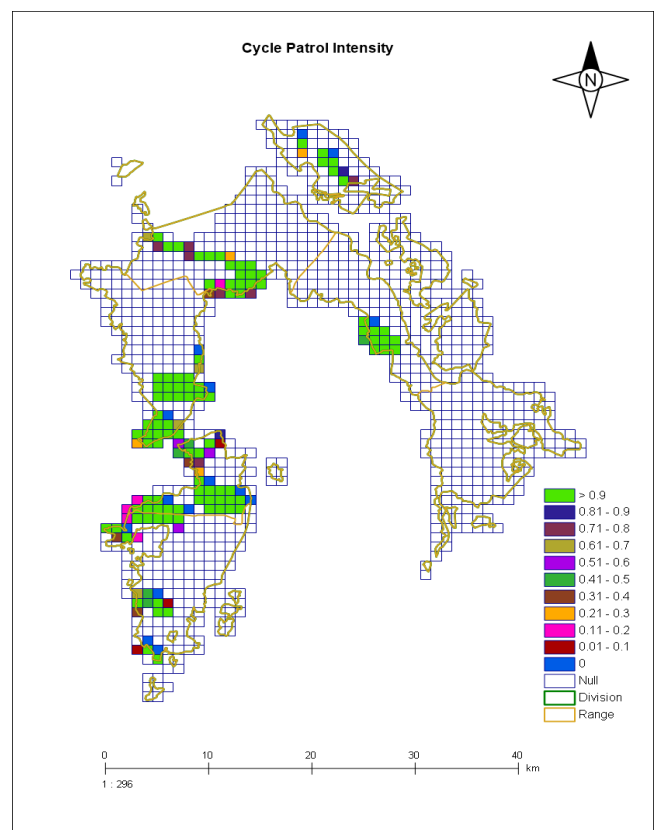 Cycle Patrol Intensity
N
> 0.9
0.81 - 0.9
0.71 - 0.8
0.61 - 0.7
0.51 - 0.6
0.41 - 0.5
0.31 - 0.4
0.21 - 0.3
0.11 - 0.2
0.01 - 0.1
0
Null
Division
Range
0 10 20 30 40
km
1 : 296